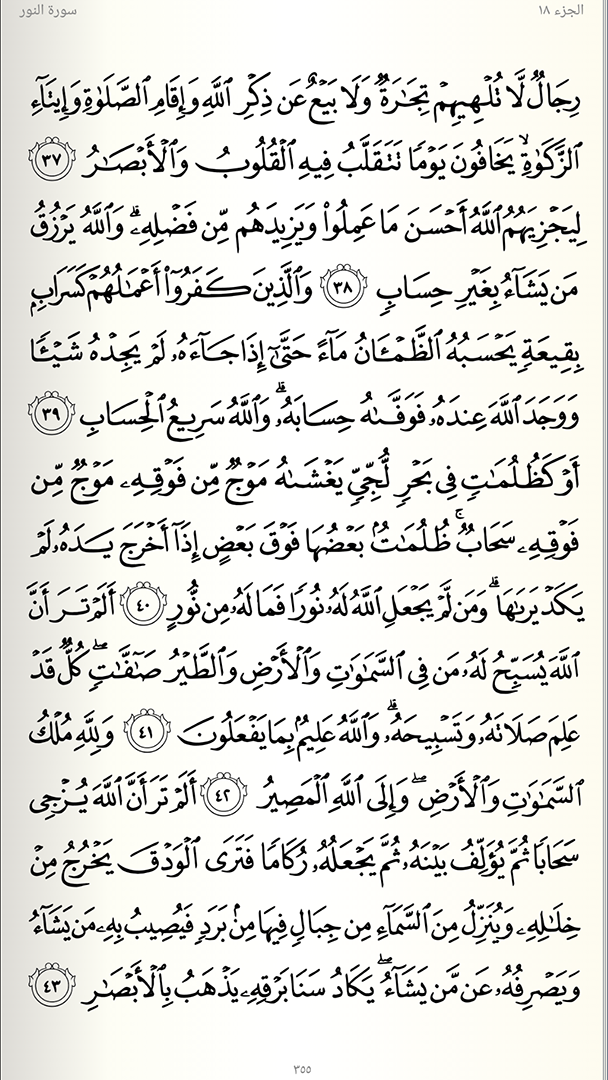 الجزء ١٨
سورة النور
رِجَالٌ لَّا تُلْهِيهِمْ تِجَٰرَةٌ وَلَا بَيْعٌ عَن ذِكْرِ ٱللَّهِ وَإِقَامِ ٱلصَّلَوٰةِ وَإِيتَآءِ
ٱلزَّكَوٰةِ ۙ يَخَافُونَ يَوْمًا تَتَقَلَّبُ فِيهِ ٱلْقُلُوبُ وَٱلْأَبْصَٰرُ ٣٧
لِيَجْزِيَهُمُ ٱللَّهُ أَحْسَنَ مَا عَمِلُوا۟ وَيَزِيدَهُم مِّن فَضْلِهِۦ ۗ وَٱللَّهُ يَرْزُقُ
مَن يَشَآءُ بِغَيْرِ حِسَابٍ ٣٨ وَٱلَّذِينَ كَفَرُوٓا۟ أَعْمَٰلُهُمْ كَسَرَابٍۭ
بِقِيعَةٍ يَحْسَبُهُ ٱلظَّمْـَٔانُ مَآءً حَتَّىٰٓ إِذَا جَآءَهُۥ لَمْ يَجِدْهُ شَيْـًٔا
وَوَجَدَ ٱللَّهَ عِندَهُۥ فَوَفَّىٰهُ حِسَابَهُۥ ۗ وَٱللَّهُ سَرِيعُ ٱلْحِسَابِ ٣٩
أَوْ كَظُلُمَٰتٍ فِى بَحْرٍ لُّجِّىٍّ يَغْشَىٰهُ مَوْجٌ مِّن فَوْقِهِۦ مَوْجٌ مِّن
فَوْقِهِۦ سَحَابٌ ۚ ظُلُمَٰتٌۢ بَعْضُهَا فَوْقَ بَعْضٍ إِذَآ أَخْرَجَ يَدَهُۥ لَمْ
يَكَدْ يَرَىٰهَا ۗ وَمَن لَّمْ يَجْعَلِ ٱللَّهُ لَهُۥ نُورًا فَمَا لَهُۥ مِن نُّورٍ ٤٠ أَلَمْ تَرَ أَنَّ
ٱللَّهَ يُسَبِّحُ لَهُۥ مَن فِى ٱلسَّمَٰوَٰتِ وَٱلْأَرْضِ وَٱلطَّيْرُ صَٰٓفَّٰتٍ ۖ كُلٌّ قَدْ
عَلِمَ صَلَاتَهُۥ وَتَسْبِيحَهُۥ ۗ وَٱللَّهُ عَلِيمٌۢ بِمَا يَفْعَلُونَ ٤١ وَلِلَّهِ مُلْكُ
ٱلسَّمَٰوَٰتِ وَٱلْأَرْضِ ۖ وَإِلَى ٱللَّهِ ٱلْمَصِيرُ ٤٢ أَلَمْ تَرَ أَنَّ ٱللَّهَ يُزْجِى
سَحَابًا ثُمَّ يُؤَلِّفُ بَيْنَهُۥ ثُمَّ يَجْعَلُهُۥ رُكَامًا فَتَرَى ٱلْوَدْقَ يَخْرُجُ مِنْ
خِلَٰلِهِۦ وَيُنَزِّلُ مِنَ ٱلسَّمَآءِ مِن جِبَالٍ فِيهَا مِنۢ بَرَدٍ فَيُصِيبُ بِهِۦ مَن يَشَآءُ
وَيَصْرِفُهُۥ عَن مَّن يَشَآءُ ۖ يَكَادُ سَنَا بَرْقِهِۦ يَذْهَبُ بِٱلْأَبْصَٰرِ ٤٣
٣٥٥